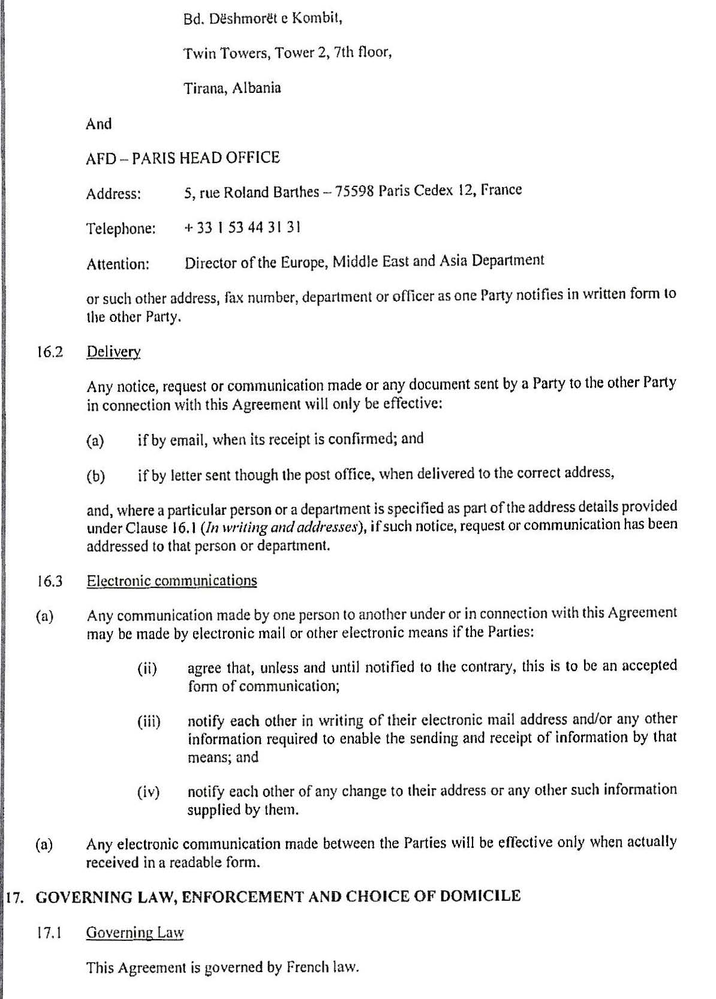 Bd. Dëshmorët e Kombit,
Twin Towers, Tower 2, 7th floor,
Tirana, Albania
And
AFD – PARIS HEAD OFFICE
Address: 5, rue Roland Barthes – 75598 Paris Cedex 12, France
Telephone: + 33 1 53 44 31 31
Attention: Director of the Europe, Middle East and Asia Department
or such other address, fax number, department or officer as one Party notifies in written form to
the other Party.
16.2 Delivery
Any notice, request or communication made or any document sent by a Party to the other Party
in connection with this Agreement will only be effective:
(a) if by email, when its receipt is confirmed; and
(b) if by letter sent though the post office, when delivered to the correct address,
and, where a particular person or a department is specified as part of the address details provided
under Clause 16.1 (In writing and addresses), if such notice, request or communication has been
addressed to that person or department.
16.3 Electronic communications
(a) Any communication made by one person to another under or in connection with this Agreement
may be made by electronic mail or other electronic means if the Parties:
(ii) agree that, unless and until notified to the contrary, this is to be an accepted
form of communication;
(iii) notify each other in writing of their electronic mail address and/or any other
information required to enable the sending and receipt of information by that
means; and
(iv) notify each other of any change to their address or any other such information
supplied by them.
(a) Any electronic communication made between the Parties will be effective only when actually
received in a readable form.
17. GOVERNING LAW, ENFORCEMENT AND CHOICE OF DOMICILE
17.1 Governing Law
This Agreement is governed by French law.